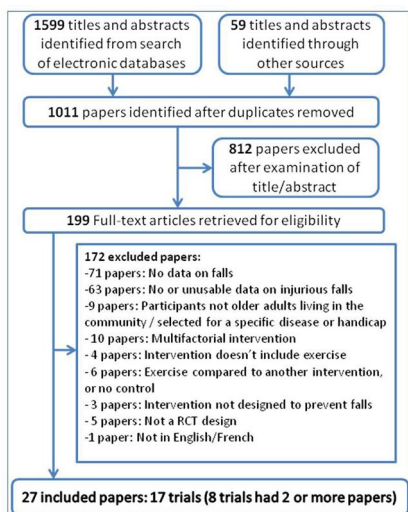 1599 titles and abstracts
identified from search
of electronic databases
59 titles and abstracts
identified through
other sources
1011 papers identified after duplicates removed
812 papers excluded
after examination of
title/abstract
199 Full-text articles retrieved for eligibility
172 excluded papers:
-71 papers: No data on falls
-63 papers: No or unusable data on injurious falls
-9 papers: Participants not older adults living in the
community / selected for a specific disease or handicap
- 10 papers: Multifactorial intervention
- 4 papers: Intervention doesn't include exercise
- 6 papers: Exercise compared to another intervention,
or no control
- 3 papers: Intervention not designed to prevent falls
- 5 papers: Not a RCT design
-1 paper: Not in English/French
27 included papers: 17 trials (8 trials had 2 or more papers)